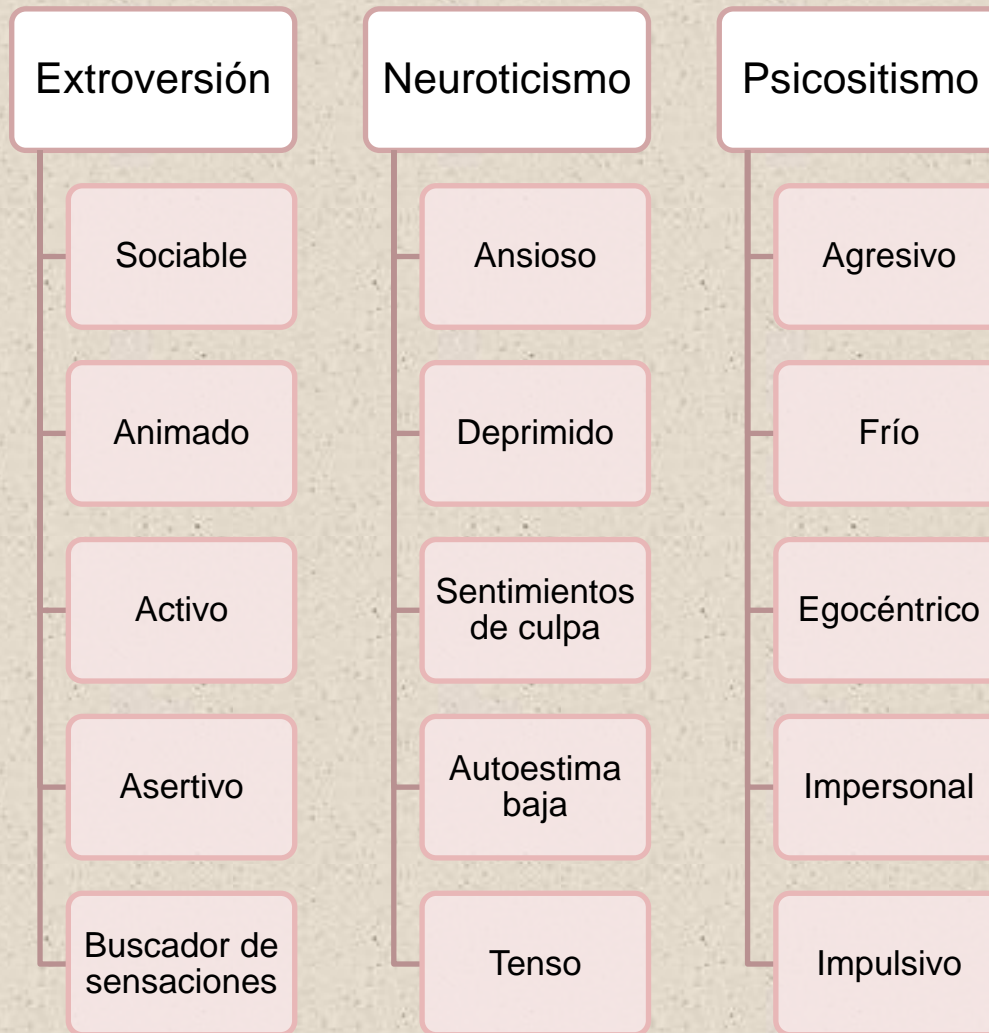 Extroversión
Sociable
Animado
Activo
Asertivo
Buscador de
sensaciones
Neuroticismo
Ansioso
Deprimido
Sentimientos
de culpa
Autoestima
baja
Tenso
Psicositismo
Agresivo
Frío
Egocéntrico
Impersonal
Impulsivo